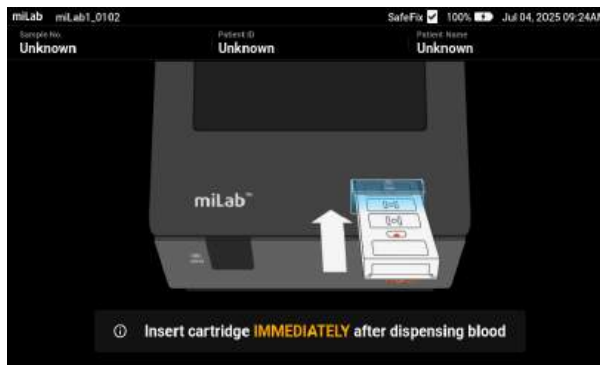 miLab miLab1_0102 SafeFix 100% Jul 04, 2025 09:24AM
Sample No. Patient ID Patient Name
Unknown Unknown Unknown
miLab™
Insert cartridge IMMEDIATELY after dispensing blood